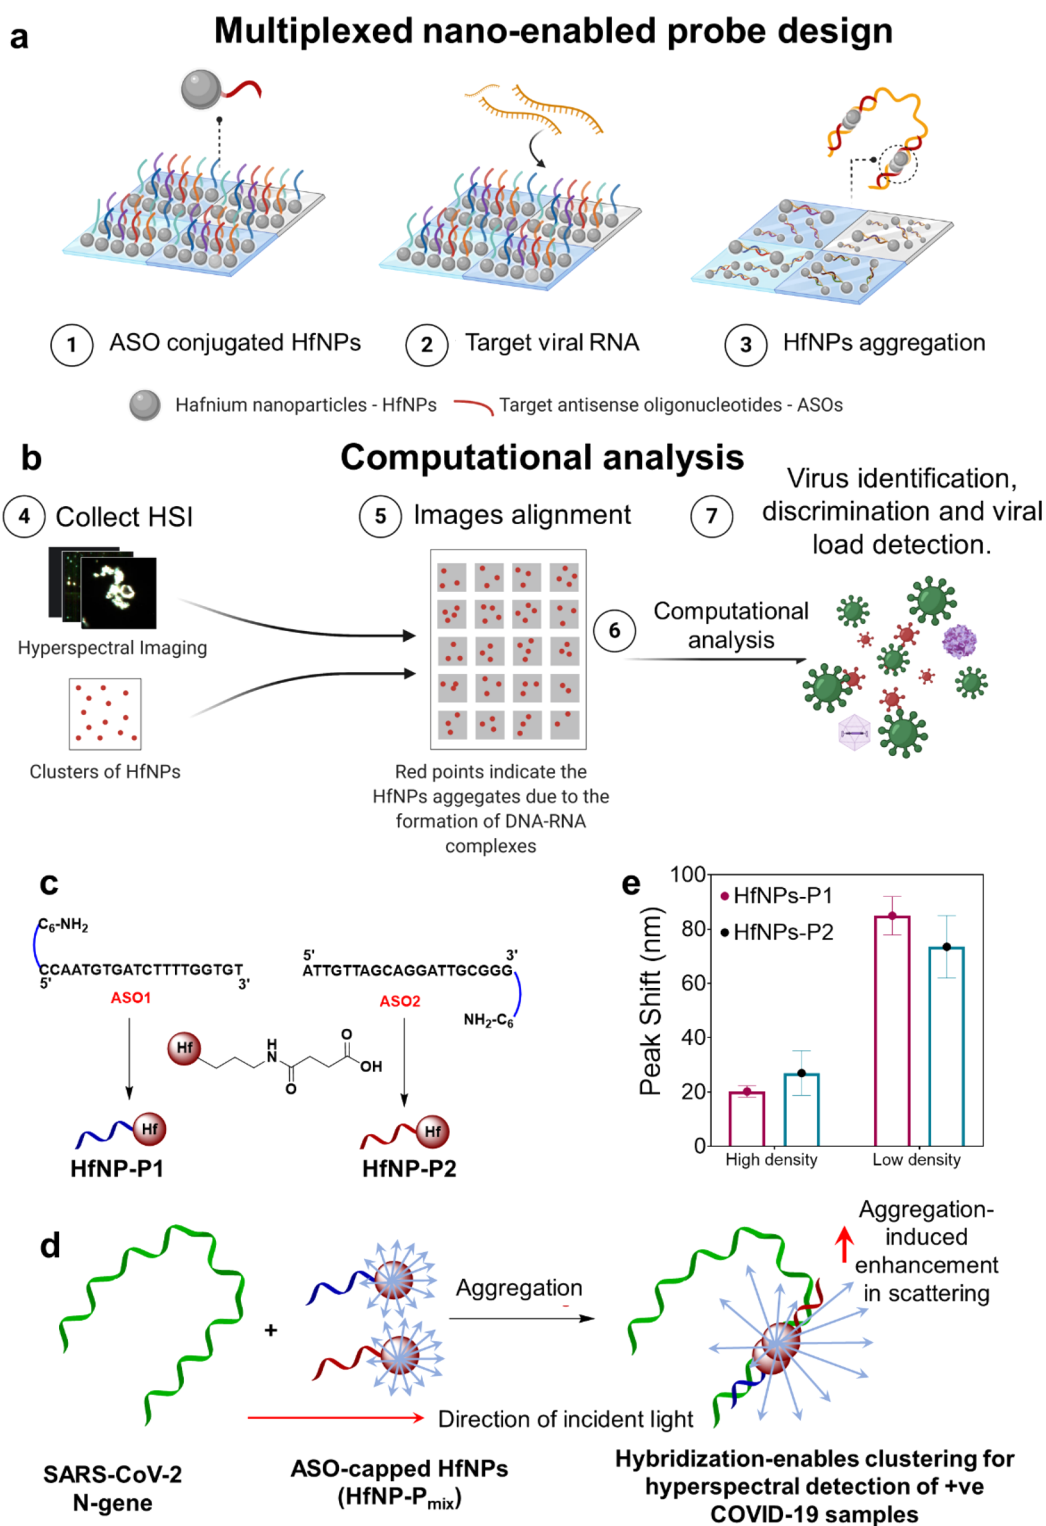 a
Multiplexed nano-enabled probe design
1 ASO conjugated HfNPs
2 Target viral RNA
3 HfNPs aggregation
Hafnium nanoparticles - HfNPs
Target antisense oligonucleotides - ASOs
b
Computational analysis
4 Collect HSI
Hyperspectral Imaging
Clusters of HfNPs
5 Images alignment
Red points indicate the
HfNPs aggegates due to the
formation of DNA-RNA
complexes
6
Computational
analysis
7
Virus identification,
discrimination and viral
load detection.
c
C6-NH2
CCAATGTGATCTTTTGGTGT
5' 3'
ASO1
5' 3'
ATTGTTAGCAGGATTGCGGG
ASO2
NH2-C6
Hf
H
N
O
O
OH
Hf
HfNP-P1
Hf
HfNP-P2
e
Peak Shift (nm)
100
80
60
40
20
0
HfNPs-P1
HfNPs-P2
High density
Low density
d
+
Aggregation
Aggregation-
induced
enhancement
in scattering
Direction of incident light
SARS-CoV-2
N-gene
ASO-capped HfNPs
(HfNP-Pmix)
Hybridization-enables clustering for
hyperspectral detection of +ve
COVID-19 samples